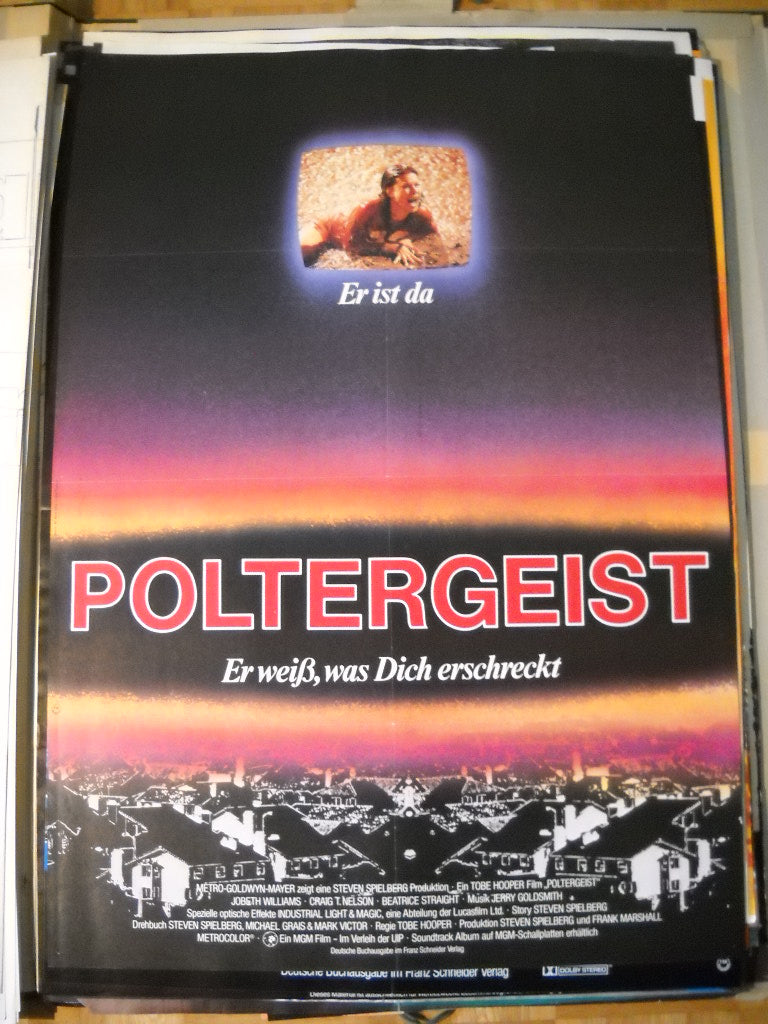 Er ist da
POLTERGEIST
Er weiß, was Dich erschreckt
METRO-GOLDWYN-MAYER zeigt eine STEVEN SPIELBERG Produktion · Ein TOBE HOOPER Film „POLTERGEIST“
JOBETH WILLIAMS · CRAIG T. NELSON · BEATRICE STRAIGHT · Musik JERRY GOLDSMITH
Spezielle optische Effekte INDUSTRIAL LIGHT & MAGIC, eine Abteilung der Lucasfilm Ltd. · Story STEVEN SPIELBERG
Drehbuch STEVEN SPIELBERG, MICHAEL GRAIS & MARK VICTOR · Regie TOBE HOOPER · Produktion STEVEN SPIELBERG und FRANK MARSHALL
METROCOLOR® · Ein MGM Film – Im Verleih der UIP · Soundtrack Album auf MGM-Schallplatten erhältlich
Deutsche Buchausgabe im Franz Schneider Verlag
Deutsche Buchausgabe im Franz Schneider Verlag DOLBY STEREO